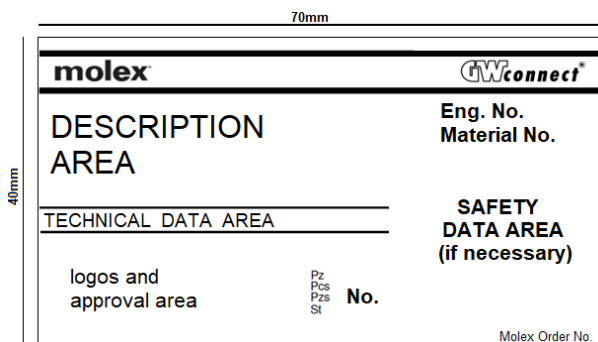 70mm
40mm
molex
GWconnect®
DESCRIPTION
AREA
Eng. No.
Material No.
TECHNICAL DATA AREA
SAFETY
DATA AREA
(if necessary)
logos and
approval area
Pz
Pcs
Pzs
St
No.
Molex Order No.